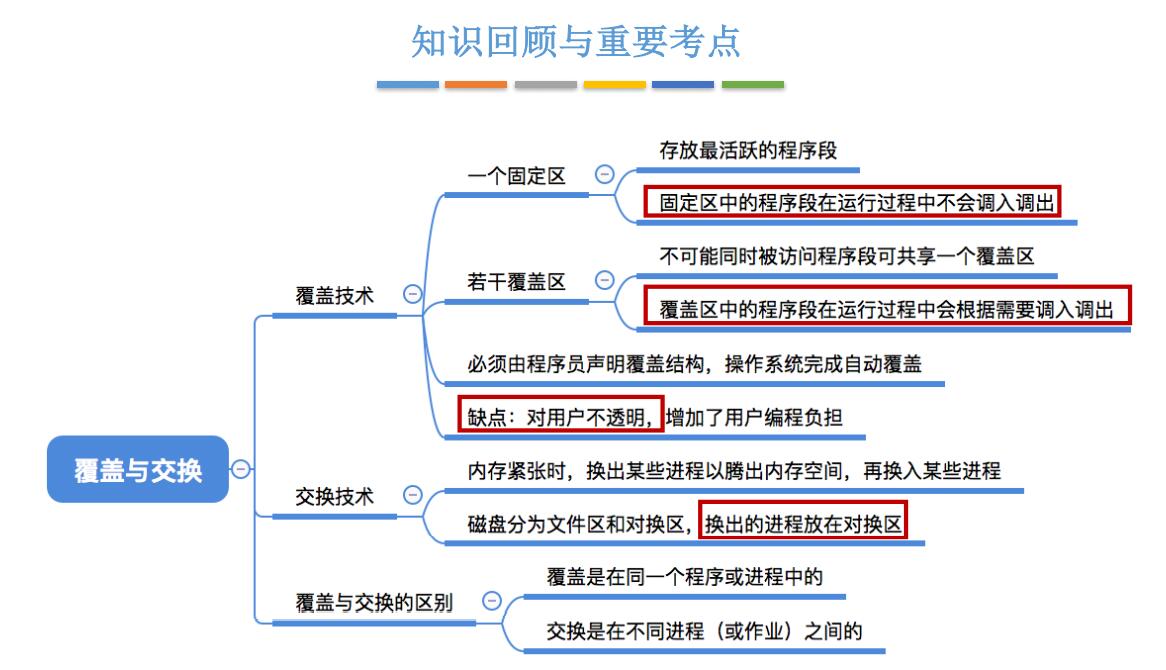 知识回顾与重要考点
存放最活跃的程序段
一个固定区
固定区中的程序段在运行过程中不会调入调出
不可能同时被访问程序段可共享一个覆盖区
若干覆盖区
覆盖技术
覆盖区中的程序段在运行过程中会根据需要调入调出
必须由程序员声明覆盖结构，操作系统完成自动覆盖
缺点：对用户不透明，增加了用户编程负担
覆盖与交换
内存紧张时，换出某些进程以腾出内存空间，再换入某些进程
交换技术
磁盘分为文件区和对换区，换出的进程放在对换区
覆盖是在同一个程序或进程中的
覆盖与交换的区别
交换是在不同进程（或作业）之间的